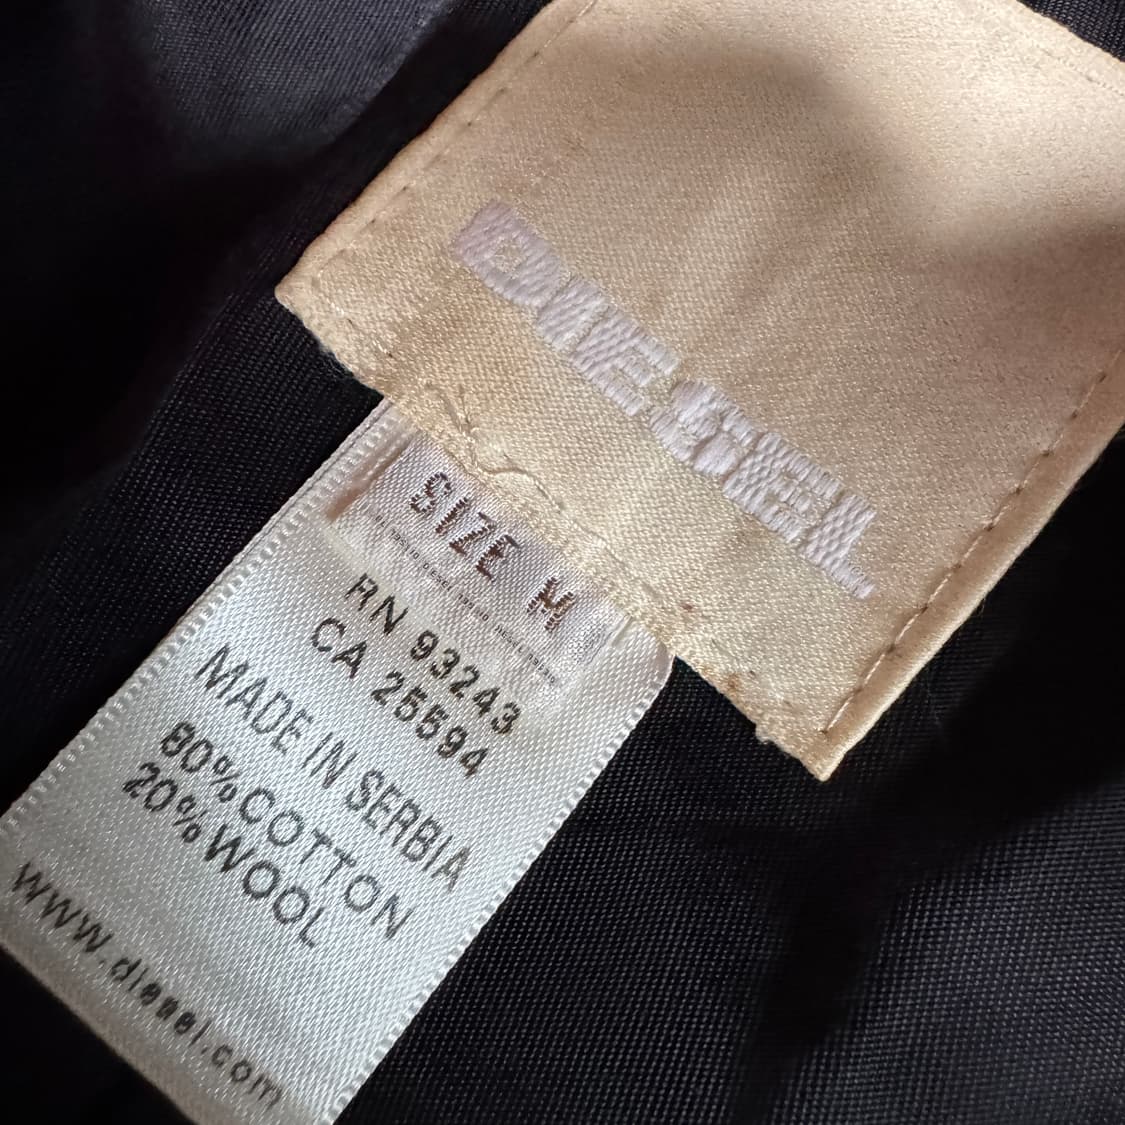 DIESEL
SIZE M
RN 93243
CA 25594
MADE IN SERBIA
80% COTTON
20% WOOL
www.diesel.com